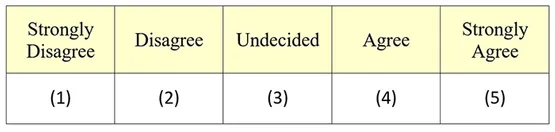 Strongly Disagree
Disagree
Undecided
Agree
Strongly Agree
(1)
(2)
(3)
(4)
(5)